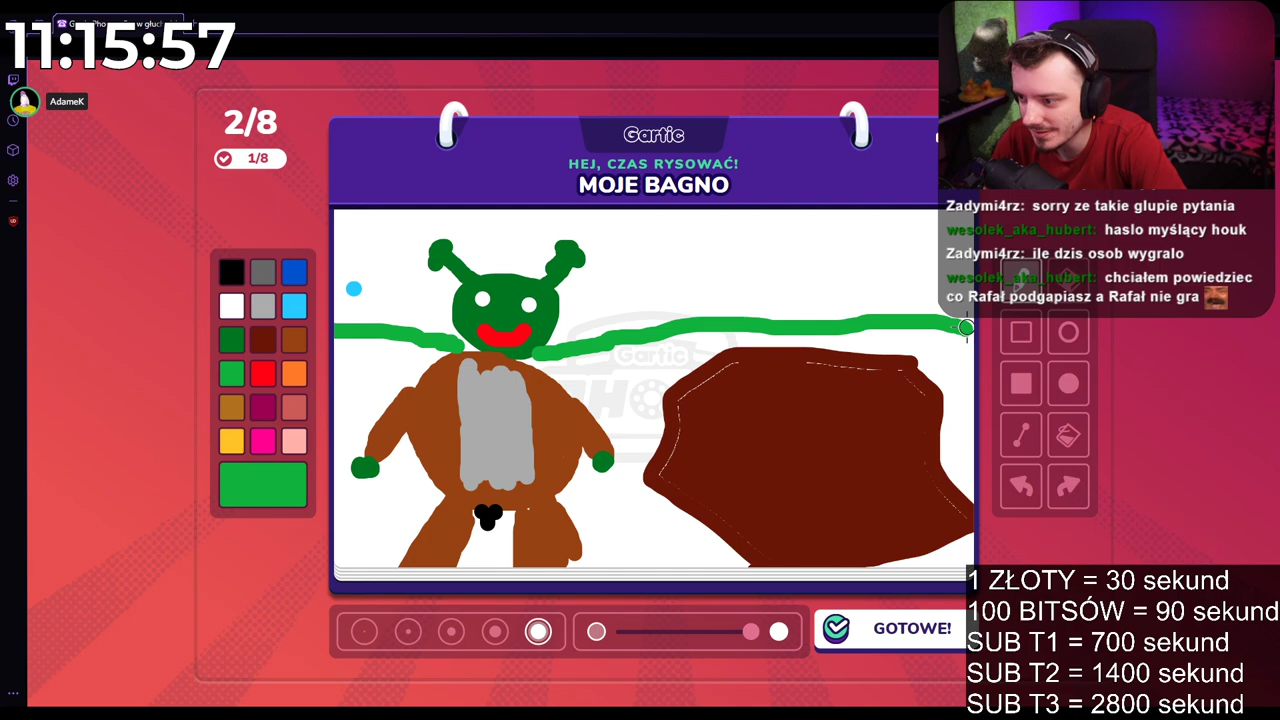 11:15:57
AdameK
2/8
1/8
Gartic
HEJ, CZAS RYSOWAĆ!
MOJE BAGNO
Zadymi4rz: sorry ze takie glupie pytania
wesolek_aka_hubert: haslo myślący houk
Zadymi4rz: ile dzis osob wygralo
wesolek_aka_hubert: chciałem powiedziec
co Rafał podgapiasz a Rafał nie gra
Gartic
GOTOWE!
1 ZŁOTY = 30 sekund
100 BITSÓW = 90 sekund
SUB T1 = 700 sekund
SUB T2 = 1400 sekund
SUB T3 = 2800 sekund